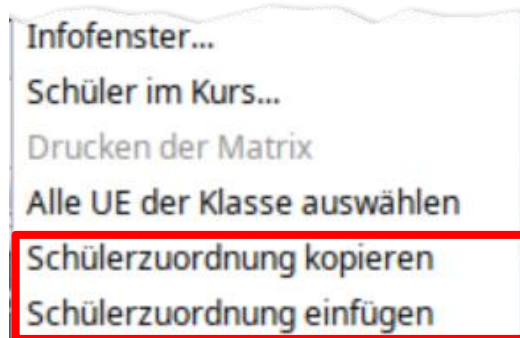 Infofenster...
Schüler im Kurs...
Drucken der Matrix
Alle UE der Klasse auswählen
Schülerzuordnung kopieren
Schülerzuordnung einfügen